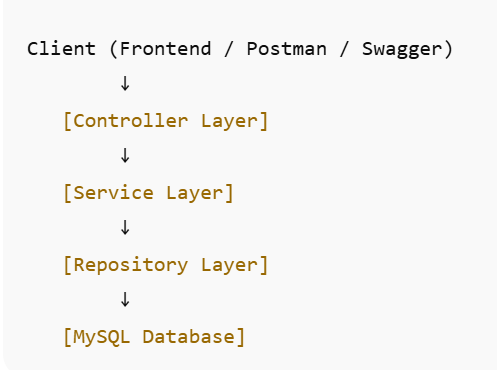 Client (Frontend / Postman / Swagger)
↓
[Controller Layer]
↓
[Service Layer]
↓
[Repository Layer]
↓
[MySQL Database]